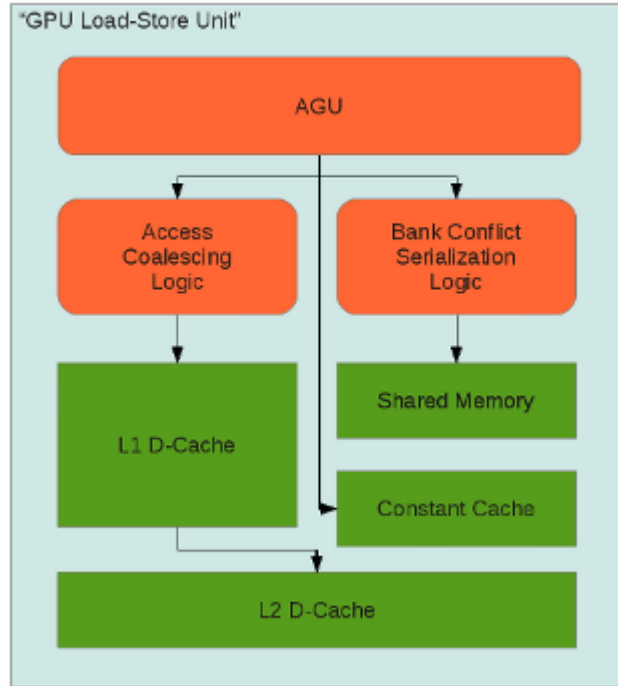 “GPU Load-Store Unit”
AGU
Access
Coalescing
Logic
Bank Conflict
Serialization
Logic
L1 D-Cache
Shared Memory
Constant Cache
L2 D-Cache